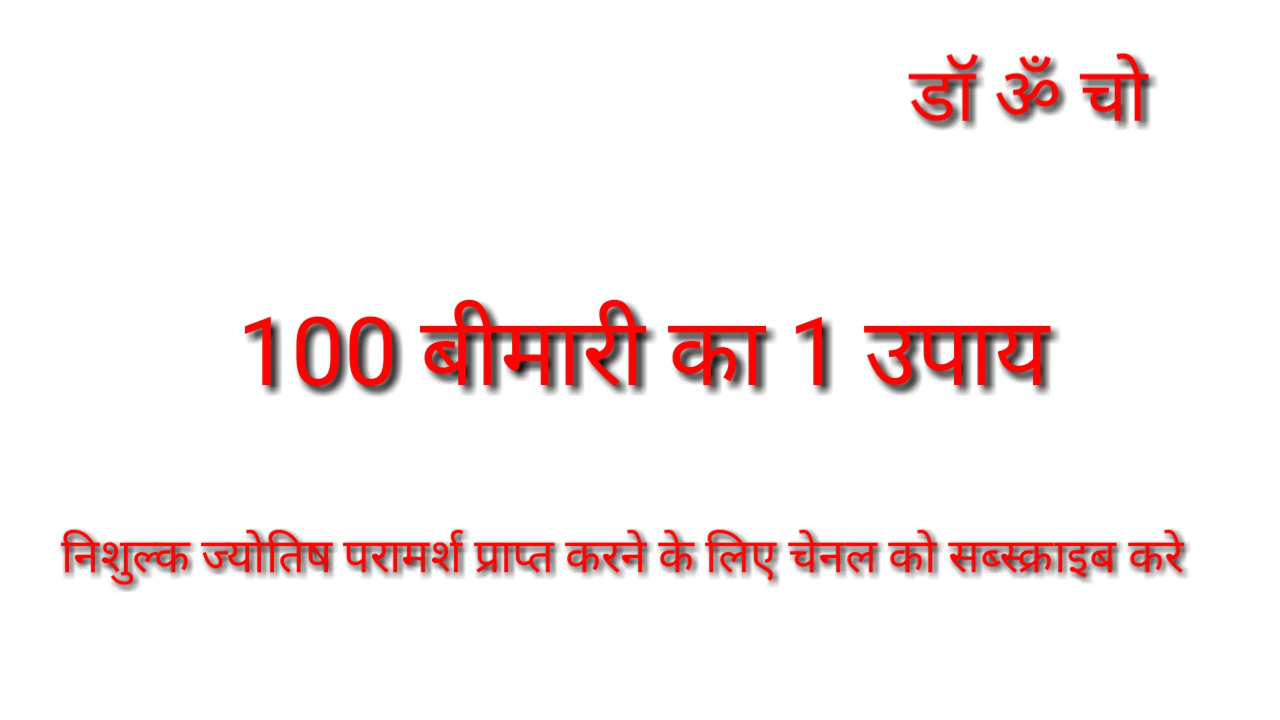 डॉ ॐ चो
100 बीमारी का 1 उपाय
निशुल्क ज्योतिष परामर्श प्राप्त करने के लिए चेनल को सब्स्क्राइब करे